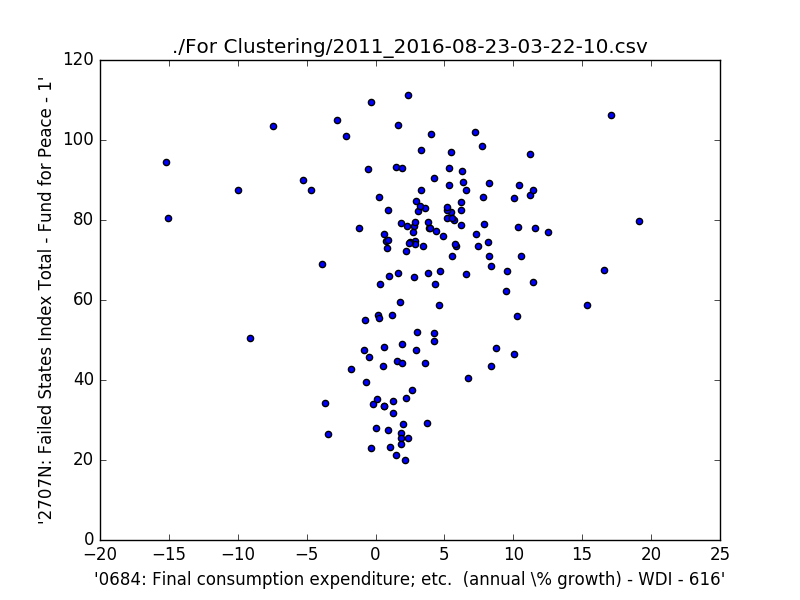 ./For Clustering/2011_2016-08-23-03-22-10.csv
'2707N: Failed States Index Total - Fund for Peace - 1'
120
100
80
60
40
20
0
−20 −15 −10 −5 0 5 10 15 20 25
'0684: Final consumption expenditure; etc.  (annual \% growth) - WDI - 616'